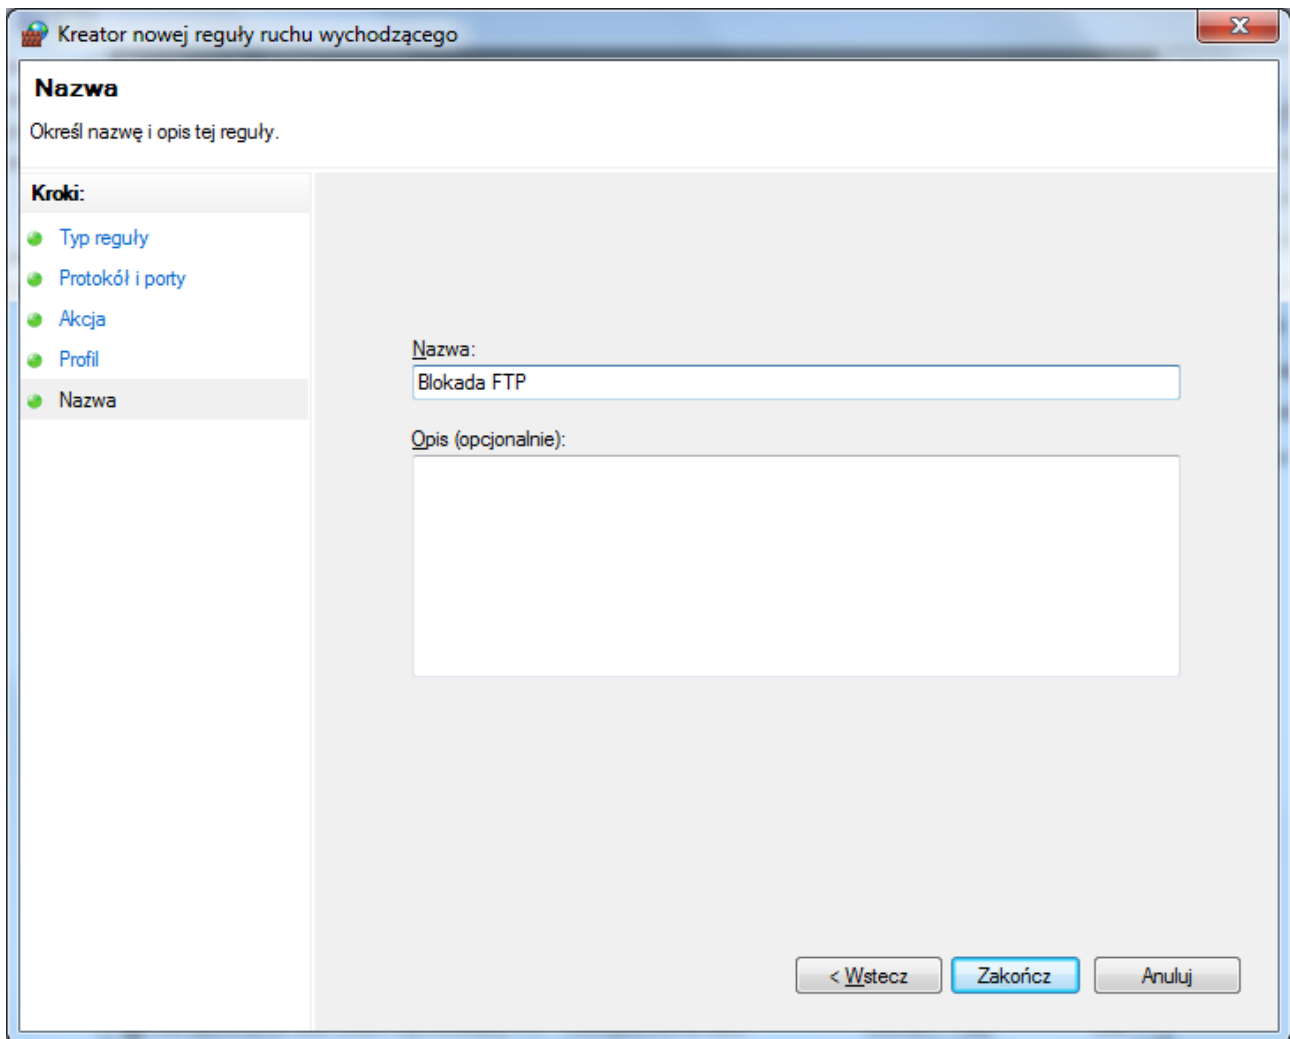 Kreator nowej reguły ruchu wychodzącego
Nazwa
Określ nazwę i opis tej reguły.
Kroki:
Typ reguły
Protokół i porty
Akcja
Profil
Nazwa
Nazwa:
Blokada FTP
Opis (opcjonalnie):
< Wstecz Zakończ Anuluj